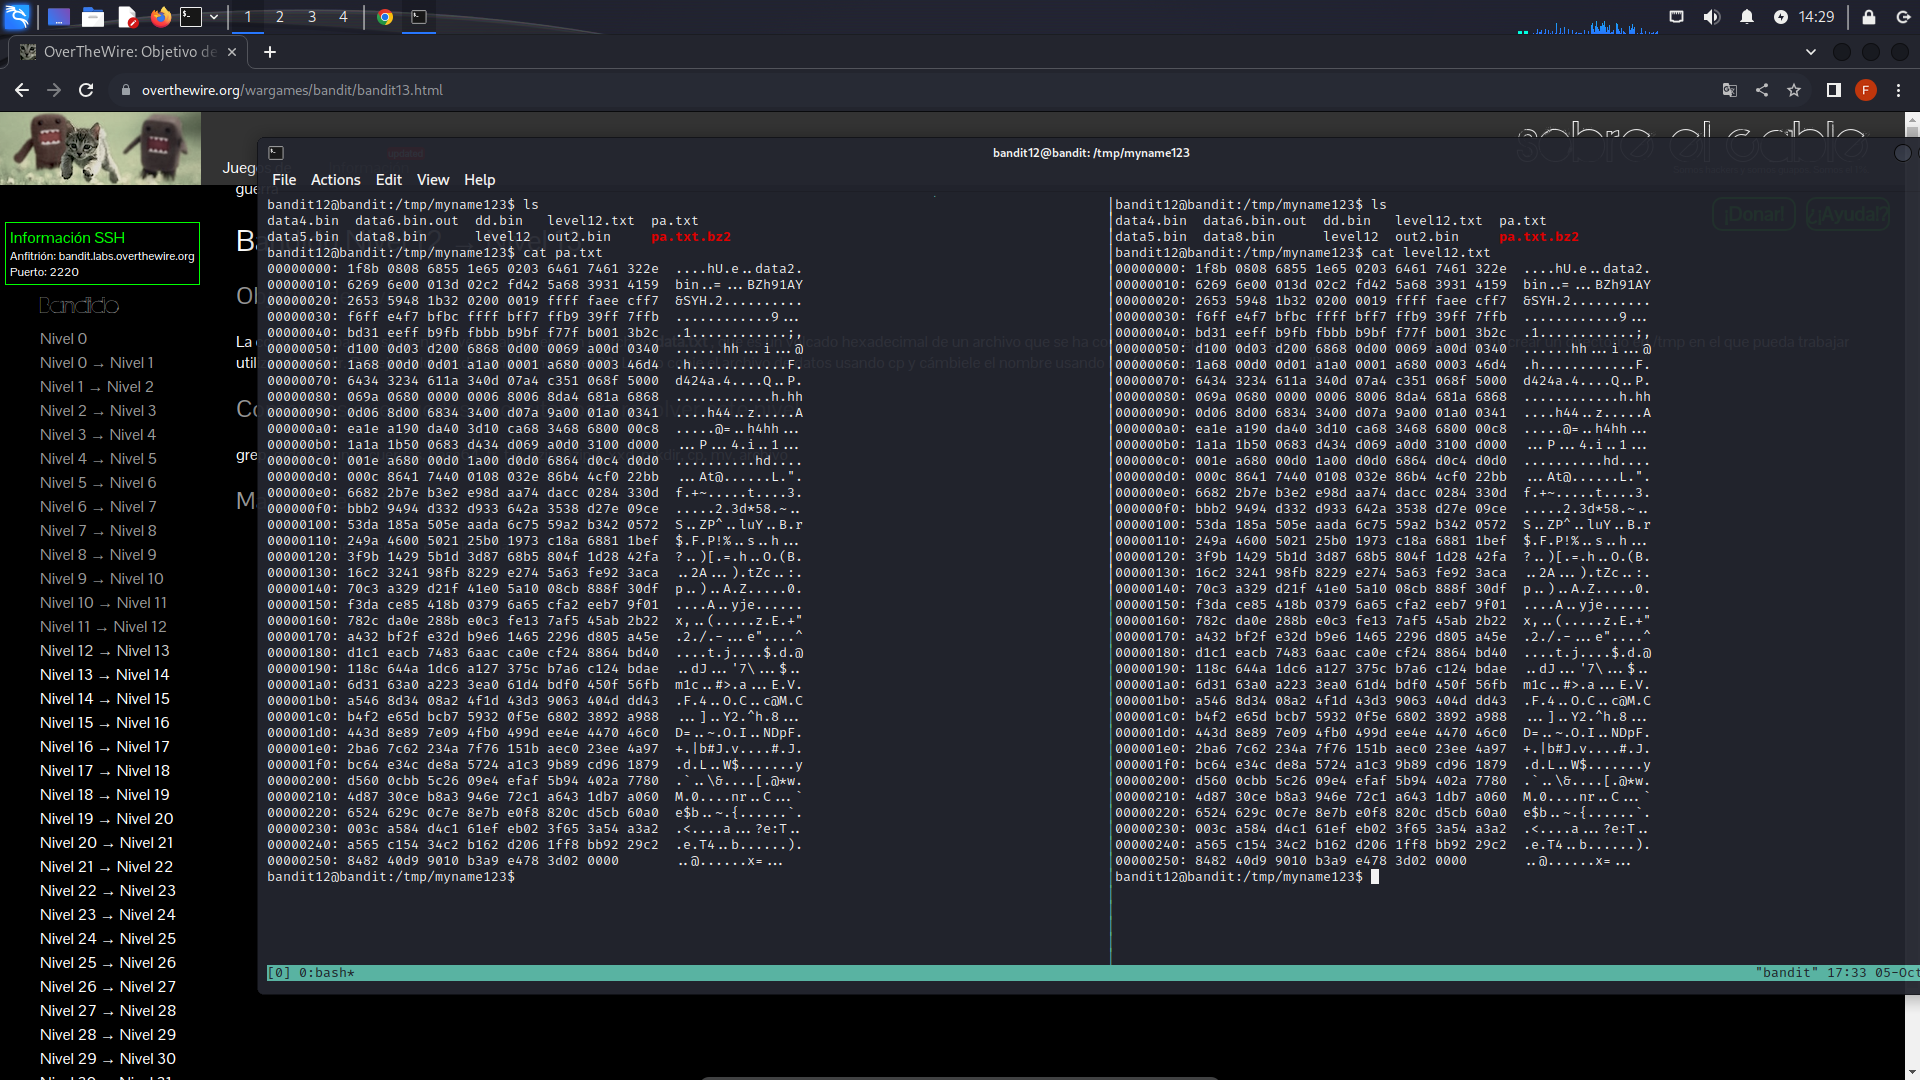 1 2 3 4
14:29
OverTheWire: Objetivo de
overthewire.org/wargames/bandit/bandit13.html
F
sobre el cable
Juegos
guerra
¡Donar! ¿¡Ayuda!?
Información SSH
Anfitrión: bandit.labs.overthewire.org
Puerto: 2220
Bandido
Nivel 0
Nivel 0 → Nivel 1
Nivel 1 → Nivel 2
Nivel 2 → Nivel 3
Nivel 3 → Nivel 4
Nivel 4 → Nivel 5
Nivel 5 → Nivel 6
Nivel 6 → Nivel 7
Nivel 7 → Nivel 8
Nivel 8 → Nivel 9
Nivel 9 → Nivel 10
Nivel 10 → Nivel 11
Nivel 11 → Nivel 12
Nivel 12 → Nivel 13
Nivel 13 → Nivel 14
Nivel 14 → Nivel 15
Nivel 15 → Nivel 16
Nivel 16 → Nivel 17
Nivel 17 → Nivel 18
Nivel 18 → Nivel 19
Nivel 19 → Nivel 20
Nivel 20 → Nivel 21
Nivel 21 → Nivel 22
Nivel 22 → Nivel 23
Nivel 23 → Nivel 24
Nivel 24 → Nivel 25
Nivel 25 → Nivel 26
Nivel 26 → Nivel 27
Nivel 27 → Nivel 28
Nivel 28 → Nivel 29
Nivel 29 → Nivel 30
bandit12@bandit: /tmp/myname123
File Actions Edit View Help
bandit12@bandit:/tmp/myname123$ ls
data4.bin data6.bin.out dd.bin level12.txt pa.txt
data5.bin data8.bin level12 out2.bin pa.txt.bz2
bandit12@bandit:/tmp/myname123$ cat pa.txt
00000000: 1f8b 0808 6855 1e65 0203 6461 7461 322e ....hU.e..data2.
00000010: 6269 6e00 013d 02c2 fd42 5a68 3931 4159 bin..=...BZh91AY
00000020: 2653 5948 1b32 0200 0019 ffff faee cff7 &SYH.2..........
00000030: f6ff e4f7 bfbc ffff bff7 ffb9 39ff 7ffb ............9...
00000040: bd31 eeff b9fb fbbb b9bf f77f b001 3b2c .1............;,
00000050: d100 0d03 d200 6868 0d00 0069 a00d 0340 ......hh...i...@
00000060: 1a68 00d0 0d01 a1a0 0001 a680 0003 46d4 .h............F.
00000070: 6434 3234 611a 340d 07a4 c351 068f 5000 d424a.4....Q..P.
00000080: 069a 0680 0000 0006 8006 8da4 681a 6868 ............h.hh
00000090: 0d06 8d00 6834 3400 d07a 9a00 01a0 0341 ....h44..z.....A
000000a0: ea1e a190 da40 3d10 ca68 3468 6800 00c8 .....@=..h4hh...
000000b0: 1a1a 1b50 0683 d434 d069 a0d0 3100 d000 ...P...4.i..1...
000000c0: 001e a680 00d0 1a00 d0d0 6864 d0c4 d0d0 ..........hd....
000000d0: 000c 8641 7440 0108 032e 86b4 4cf0 22bb ...At@......L.".
000000e0: 6682 2b7e b3e2 e98d aa74 dacc 0284 330d f.+~.....t....3.
000000f0: bbb2 9494 d332 d933 642a 3538 d27e 09ce .....2.3d*58.~..
00000100: 53da 185a 505e aada 6c75 59a2 b342 0572 S..ZP^..luY..B.r
00000110: 249a 4600 5021 25b0 1973 c18a 6881 1bef $.F.P!%..s..h...
00000120: 3f9b 1429 5b1d 3d87 68b5 804f 1d28 42fa ?..)[.=.h..O.(B.
00000130: 16c2 3241 98fb 8229 e274 5a63 fe92 3aca ..2A...).tZc..:.
00000140: 70c3 a329 d21f 41e0 5a10 08cb 888f 30df p..)..A.Z.....0.
00000150: f3da ce85 418b 0379 6a65 cfa2 eeb7 9f01 ....A..yje......
00000160: 782c da0e 288b e0c3 fe13 7af5 45ab 2b22 x,..(.....z.E.+"
00000170: a432 bf2f e32d b9e6 1465 2296 d805 a45e .2./.-...e"....^
00000180: d1c1 eacb 7483 6aac ca0e cf24 8864 bd40 ....t.j....$.d.@
00000190: 118c 644a 1dc6 a127 375c b7a6 c124 bdae ..dJ...'7\...$..
000001a0: 6d31 63a0 a223 3ea0 61d4 bdf0 450f 56fb m1c..#>.a...E.V.
000001b0: a546 8d34 08a2 4f1d 43d3 9063 404d dd43 .F.4..O.C..c@M.C
000001c0: b4f2 e65d bcb7 5932 0f5e 6802 3892 a988 ...]..Y2.^h.8...
000001d0: 443d 8e89 7e09 4fb0 499d ee4e 4470 46c0 D=..~.O.I..NDpF.
000001e0: 2ba6 7c62 234a 7f76 151b aec0 23ee 4a97 +.|b#J.v....#.J.
000001f0: bc64 e34c de8a 5724 a1c3 9b89 cd96 1879 .d.L..W$.......y
00000200: d560 0cbb 5c26 09e4 efaf 5b94 402a 7780 .`..\&....[.@*w.
00000210: 4d87 30ce b8a3 946e 72c1 a643 1db7 a060 M.0....nr..C...`
00000220: 6524 629c 0c7e 8e7b e0f8 820c d5cb 60a0 e$b..~.{......`.
00000230: 003c a584 d4c1 61ef eb02 3f65 3a54 a3a2 .<....a...?e:T..
00000240: a565 c154 34c2 b162 d206 1ff8 bb92 29c2 .e.T4..b......).
00000250: 8482 40d9 9010 b3a9 e478 3d02 0000 ..@......x=...
bandit12@bandit:/tmp/myname123$
bandit12@bandit:/tmp/myname123$ ls
data4.bin data6.bin.out dd.bin level12.txt pa.txt
data5.bin data8.bin level12 out2.bin pa.txt.bz2
bandit12@bandit:/tmp/myname123$ cat level12.txt
00000000: 1f8b 0808 6855 1e65 0203 6461 7461 322e ....hU.e..data2.
00000010: 6269 6e00 013d 02c2 fd42 5a68 3931 4159 bin..=...BZh91AY
00000020: 2653 5948 1b32 0200 0019 ffff faee cff7 &SYH.2..........
00000030: f6ff e4f7 bfbc ffff bff7 ffb9 39ff 7ffb ............9...
00000040: bd31 eeff b9fb fbbb b9bf f77f b001 3b2c .1............;,
00000050: d100 0d03 d200 6868 0d00 0069 a00d 0340 ......hh...i...@
00000060: 1a68 00d0 0d01 a1a0 0001 a680 0003 46d4 .h............F.
00000070: 6434 3234 611a 340d 07a4 c351 068f 5000 d424a.4....Q..P.
00000080: 069a 0680 0000 0006 8006 8da4 681a 6868 ............h.hh
00000090: 0d06 8d00 6834 3400 d07a 9a00 01a0 0341 ....h44..z.....A
000000a0: ea1e a190 da40 3d10 ca68 3468 6800 00c8 .....@=..h4hh...
000000b0: 1a1a 1b50 0683 d434 d069 a0d0 3100 d000 ...P...4.i..1...
000000c0: 001e a680 00d0 1a00 d0d0 6864 d0c4 d0d0 ..........hd....
000000d0: 000c 8641 7440 0108 032e 86b4 4cf0 22bb ...At@......L.".
000000e0: 6682 2b7e b3e2 e98d aa74 dacc 0284 330d f.+~.....t....3.
000000f0: bbb2 9494 d332 d933 642a 3538 d27e 09ce .....2.3d*58.~..
00000100: 53da 185a 505e aada 6c75 59a2 b342 0572 S..ZP^..luY..B.r
00000110: 249a 4600 5021 25b0 1973 c18a 6881 1bef $.F.P!%..s..h...
00000120: 3f9b 1429 5b1d 3d87 68b5 804f 1d28 42fa ?..)[.=.h..O.(B.
00000130: 16c2 3241 98fb 8229 e274 5a63 fe92 3aca ..2A...).tZc..:.
00000140: 70c3 a329 d21f 41e0 5a10 08cb 888f 30df p..)..A.Z.....0.
00000150: f3da ce85 418b 0379 6a65 cfa2 eeb7 9f01 ....A..yje......
00000160: 782c da0e 288b e0c3 fe13 7af5 45ab 2b22 x,..(.....z.E.+"
00000170: a432 bf2f e32d b9e6 1465 2296 d805 a45e .2./.-...e"....^
00000180: d1c1 eacb 7483 6aac ca0e cf24 8864 bd40 ....t.j....$.d.@
00000190: 118c 644a 1dc6 a127 375c b7a6 c124 bdae ..dJ...'7\...$..
000001a0: 6d31 63a0 a223 3ea0 61d4 bdf0 450f 56fb m1c..#>.a...E.V.
000001b0: a546 8d34 08a2 4f1d 43d3 9063 404d dd43 .F.4..O.C..c@M.C
000001c0: b4f2 e65d bcb7 5932 0f5e 6802 3892 a988 ...]..Y2.^h.8...
000001d0: 443d 8e89 7e09 4fb0 499d ee4e 4470 46c0 D=..~.O.I..NDpF.
000001e0: 2ba6 7c62 234a 7f76 151b aec0 23ee 4a97 +.|b#J.v....#.J.
000001f0: bc64 e34c de8a 5724 a1c3 9b89 cd96 1879 .d.L..W$.......y
00000200: d560 0cbb 5c26 09e4 efaf 5b94 402a 7780 .`..\&....[.@*w.
00000210: 4d87 30ce b8a3 946e 72c1 a643 1db7 a060 M.0....nr..C...`
00000220: 6524 629c 0c7e 8e7b e0f8 820c d5cb 60a0 e$b..~.{......`.
00000230: 003c a584 d4c1 61ef eb02 3f65 3a54 a3a2 .<....a...?e:T..
00000240: a565 c154 34c2 b162 d206 1ff8 bb92 29c2 .e.T4..b......).
00000250: 8482 40d9 9010 b3a9 e478 3d02 0000 ..@......x=...
bandit12@bandit:/tmp/myname123$
[0] 0:bash*
"bandit" 17:33 05-Oct